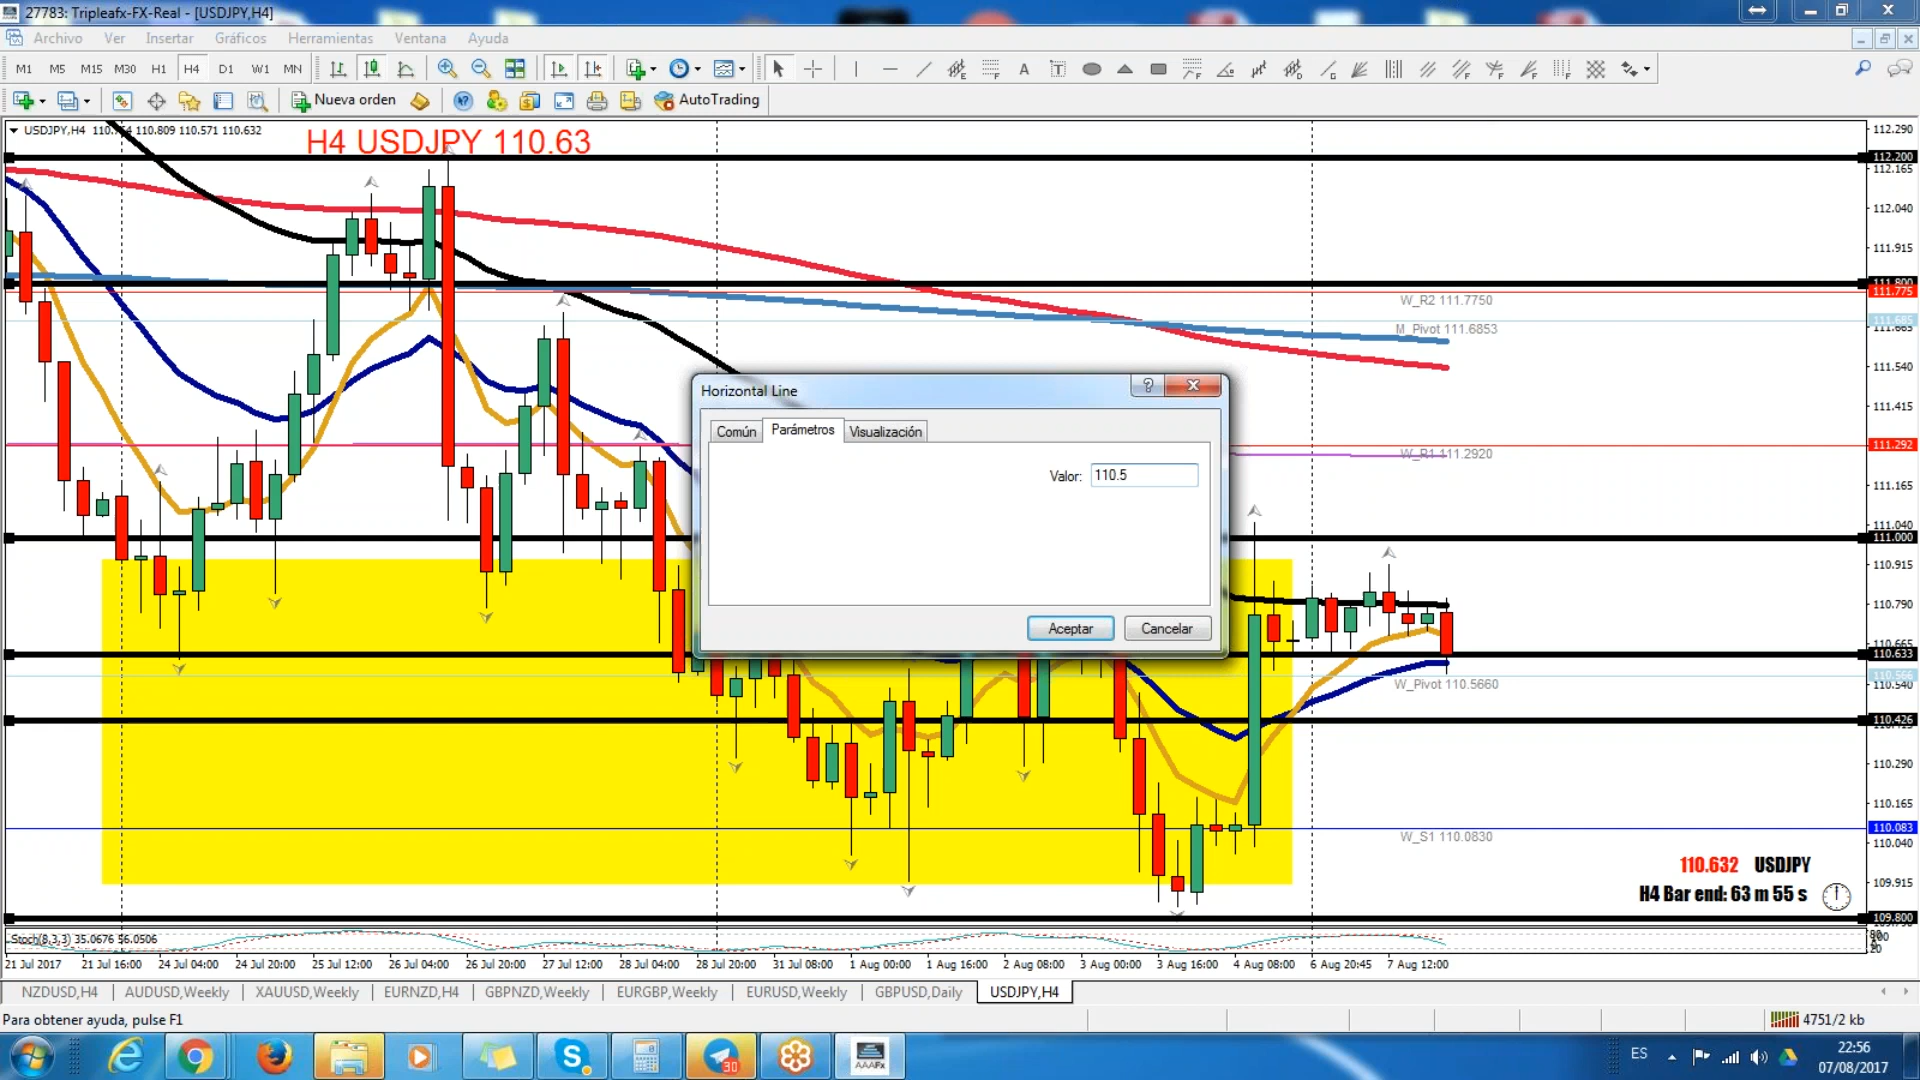 27783: Tripleafx-FX-Real - [USDJPY,H4]
Archivo Ver Insertar Gráficos Herramientas Ventana Ayuda
M1 M5 M15 M30 H1 H4 D1 W1 MN
Nueva orden AutoTrading
USDJPY,H4 110.809 110.571 110.632
H4 USDJPY 110.63
112.290
112.200
112.165
112.040
111.915
111.800
111.775
W_R2 111.7750
111.685
M_Pivot 111.6853
111.665
111.540
111.415
Horizontal Line
Común Parámetros Visualización
Valor: 110.5
Aceptar Cancelar
111.292
W_R1 111.2920
111.165
111.040
111.000
110.915
110.790
110.665
110.633
110.566
W_Pivot 110.5660
110.540
110.426
110.290
110.165
110.083
W_S1 110.0830
110.040
110.632 USDJPY
109.915
H4 Bar end: 63 m 55 s
109.800
Stoch(8,3,3) 35.0676 56.0506
20
21 Jul 2017 21 Jul 16:00 24 Jul 04:00 24 Jul 20:00 25 Jul 12:00 26 Jul 04:00 26 Jul 20:00 27 Jul 12:00 28 Jul 04:00 28 Jul 20:00 31 Jul 08:00 1 Aug 00:00 1 Aug 16:00 2 Aug 08:00 3 Aug 00:00 3 Aug 16:00 4 Aug 08:00 6 Aug 20:45 7 Aug 12:00
NZDUSD,H4 AUDUSD,Weekly XAUUSD,Weekly EURNZD,H4 GBPNZD,Weekly EURGBP,Weekly EURUSD,Weekly GBPUSD,Daily USDJPY,H4
Para obtener ayuda, pulse F1
4751/2 kb
30
AAAFx
ES
22:56
07/08/2017